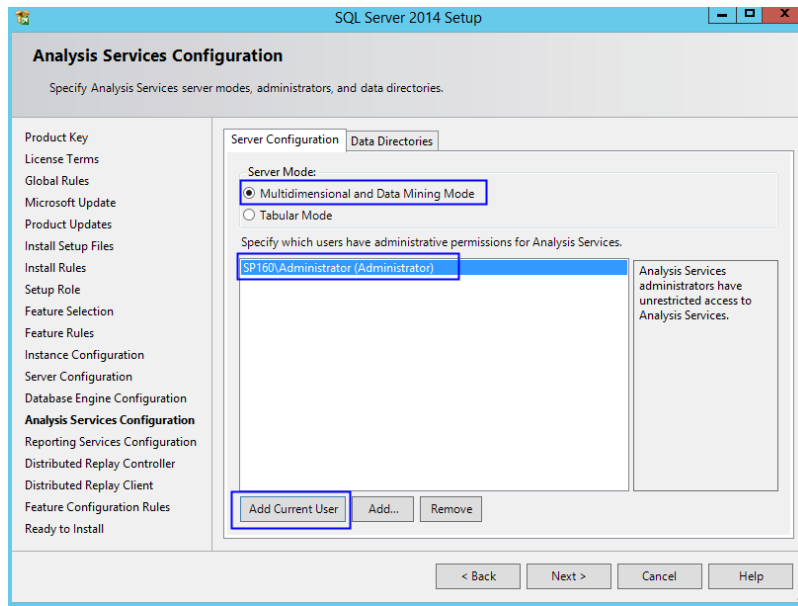 SQL Server 2014 Setup
Analysis Services Configuration
Specify Analysis Services server modes, administrators, and data directories.
Product Key
License Terms
Global Rules
Microsoft Update
Product Updates
Install Setup Files
Install Rules
Setup Role
Feature Selection
Feature Rules
Instance Configuration
Server Configuration
Database Engine Configuration
Analysis Services Configuration
Reporting Services Configuration
Distributed Replay Controller
Distributed Replay Client
Feature Configuration Rules
Ready to Install
Server Configuration Data Directories
Server Mode:
Multidimensional and Data Mining Mode
Tabular Mode
Specify which users have administrative permissions for Analysis Services.
SP160\Administrator (Administrator)
Analysis Services
administrators have
unrestricted access to
Analysis Services.
Add Current User Add... Remove
< Back Next > Cancel Help